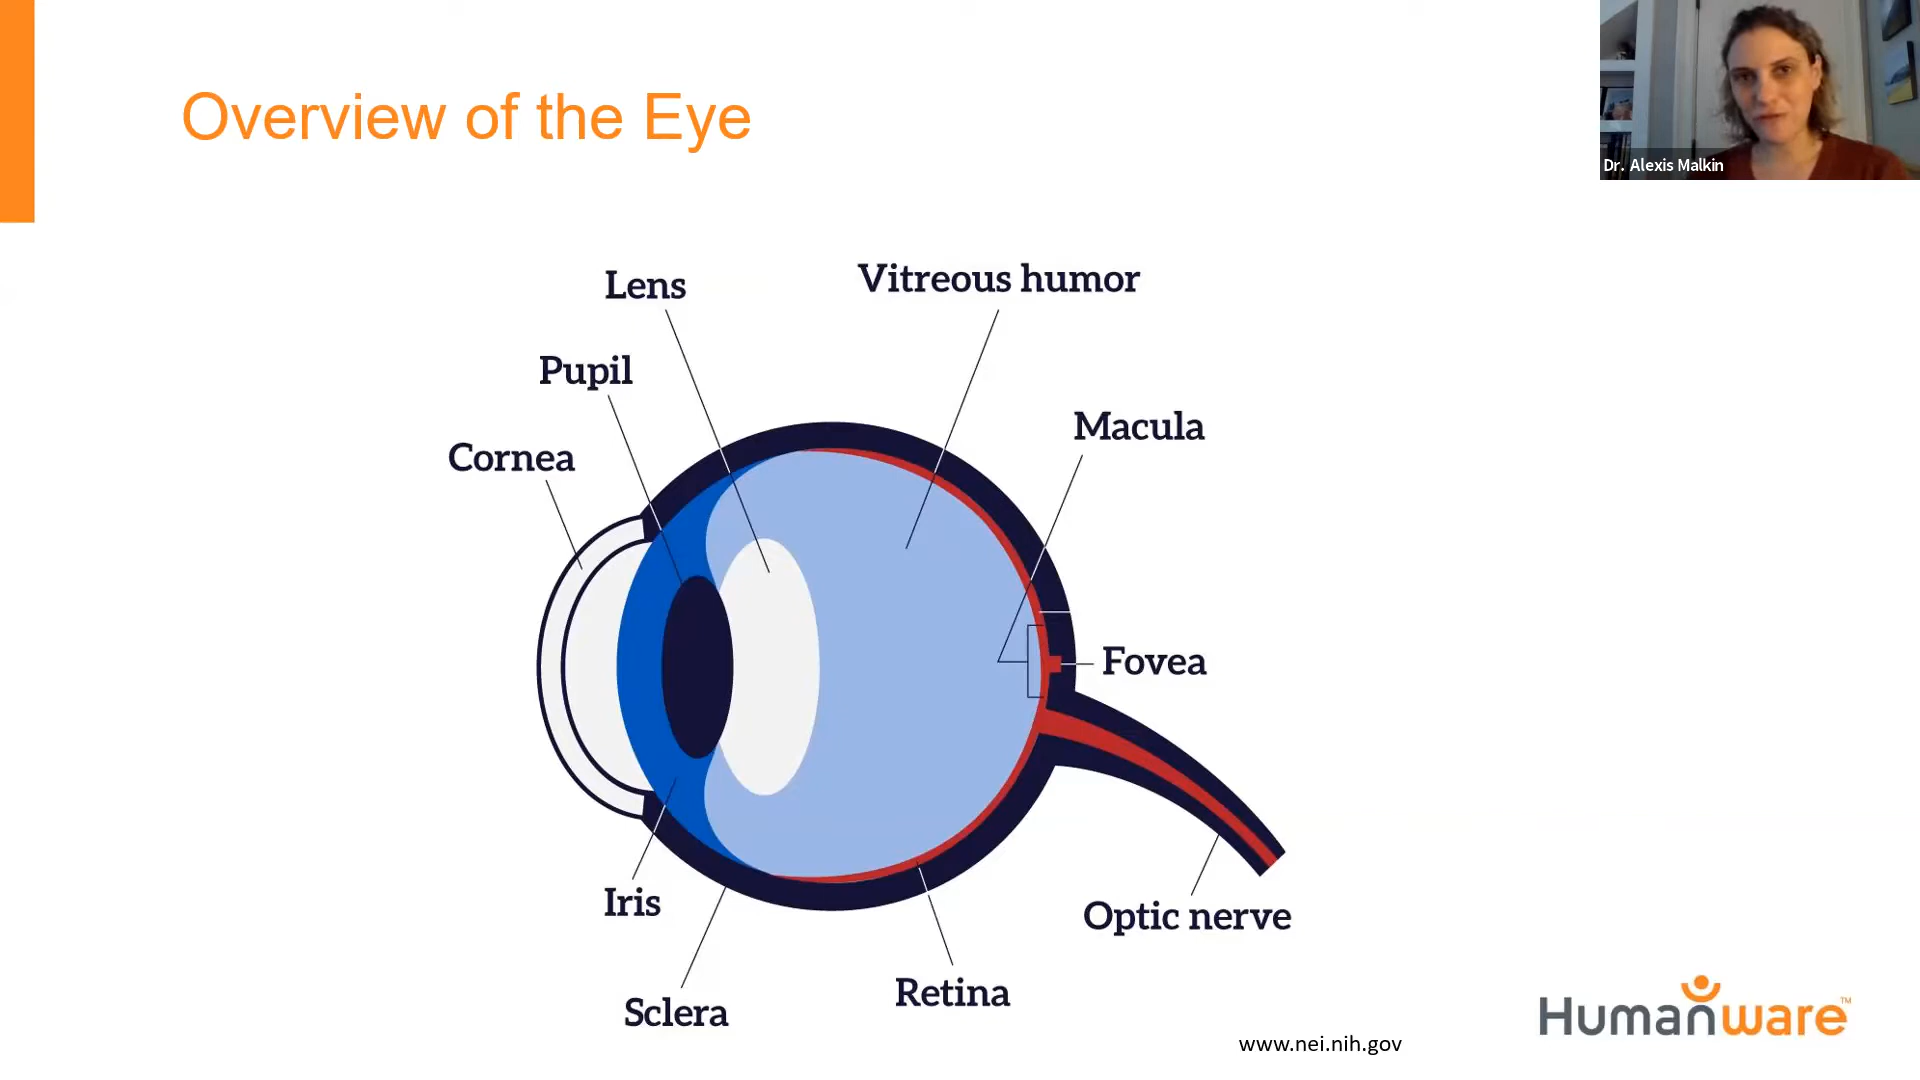 Overview of the Eye
Dr. Alexis Malkin
Lens
Vitreous humor
Pupil
Macula
Cornea
Fovea
Iris
Optic nerve
Retina
Sclera
Humanware™
www.nei.nih.gov